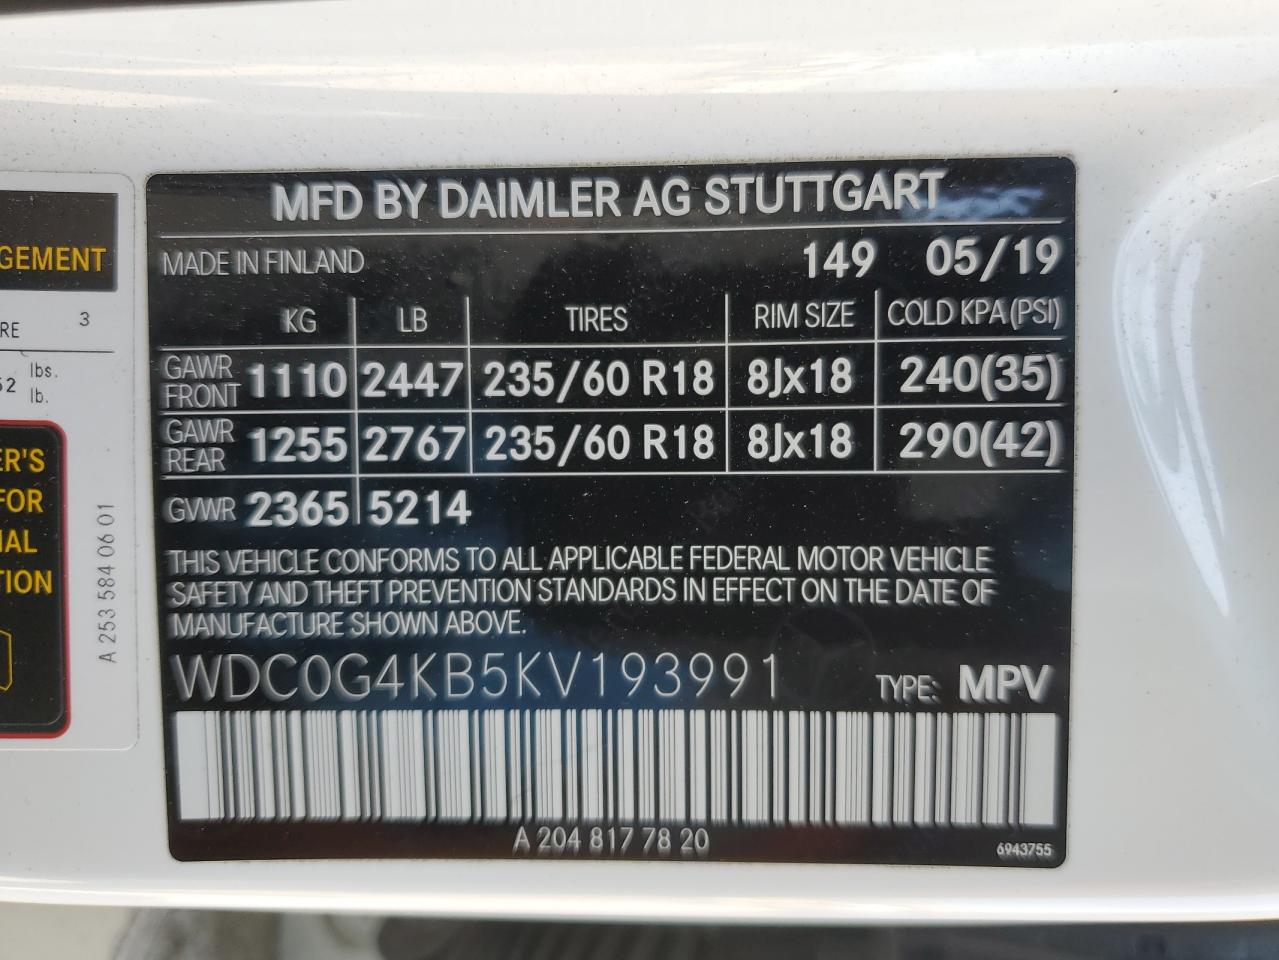 MFD BY DAIMLER AG STUTTGART
MADE IN FINLAND 149 05/19
KG LB TIRES RIM SIZE COLD KPA (PSI)
GAWR FRONT 1110 2447 235/60 R18 8Jx18 240(35)
GAWR REAR 1255 2767 235/60 R18 8Jx18 290(42)
GVWR 2365 5214
THIS VEHICLE CONFORMS TO ALL APPLICABLE FEDERAL MOTOR VEHICLE
SAFETY AND THEFT PREVENTION STANDARDS IN EFFECT ON THE DATE OF
MANUFACTURE SHOWN ABOVE.
WDC0G4KB5KV193991 TYPE: MPV
A 204 817 78 20
6943755
GEMENT
RE 3
52 lbs.
lb.
ER'S
FOR
IAL
TION
A 253 584 06 01